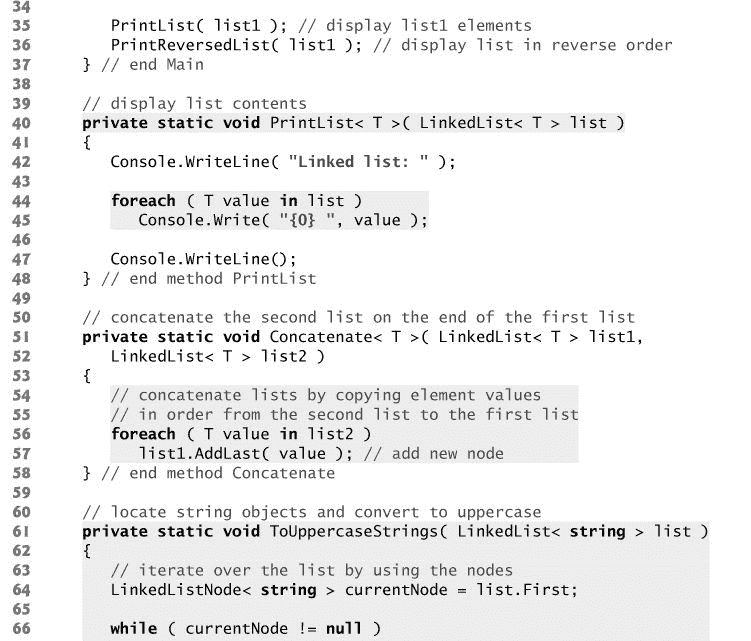 34
35 PrintList( list1 ); // display list1 elements
36 PrintReversedList( list1 ); // display list in reverse order
37 } // end Main
38
39 // display list contents
40 private static void PrintList< T >( LinkedList< T > list )
41 {
42 Console.WriteLine( "Linked list: " );
43
44 foreach ( T value in list )
45 Console.Write( "{0} ", value );
46
47 Console.WriteLine();
48 } // end method PrintList
49
50 // concatenate the second list on the end of the first list
51 private static void Concatenate< T >( LinkedList< T > list1,
52 LinkedList< T > list2 )
53 {
54 // concatenate lists by copying element values
55 // in order from the second list to the first list
56 foreach ( T value in list2 )
57 list1.AddLast( value ); // add new node
58 } // end method Concatenate
59
60 // locate string objects and convert to uppercase
61 private static void ToUppercaseStrings( LinkedList< string > list )
62 {
63 // iterate over the list by using the nodes
64 LinkedListNode< string > currentNode = list.First;
65
66 while ( currentNode != null )